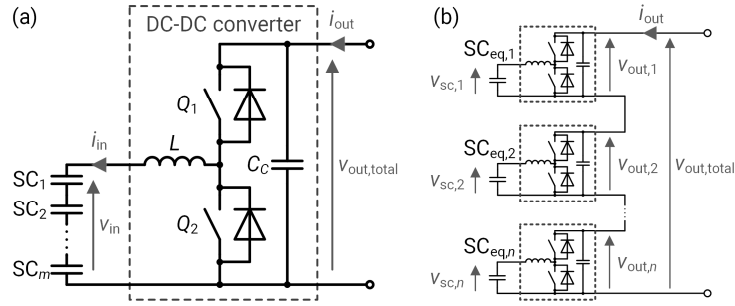 (a)
DC-DC converter
i_out
Q_1
i_in
L
C_C
v_out,total
SC_1
SC_2
v_in
Q_2
SC_m
(b)
i_out
SC_eq,1
v_sc,1
v_out,1
SC_eq,2
v_sc,2
v_out,2
v_out,total
SC_eq,n
v_sc,n
v_out,n